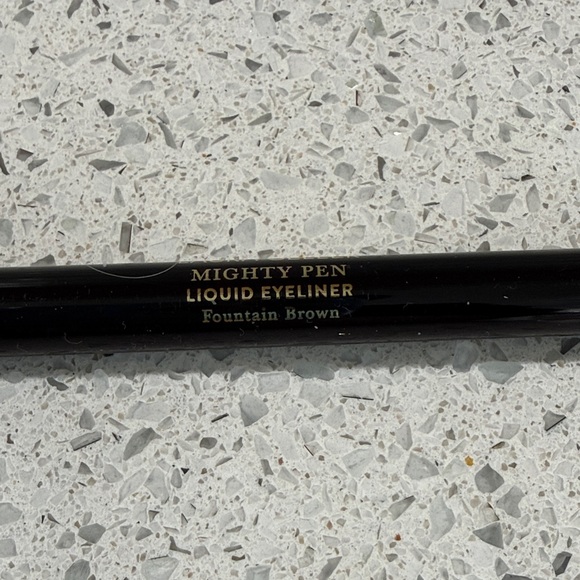 MIGHTY PEN
LIQUID EYELINER
Fountain Brown